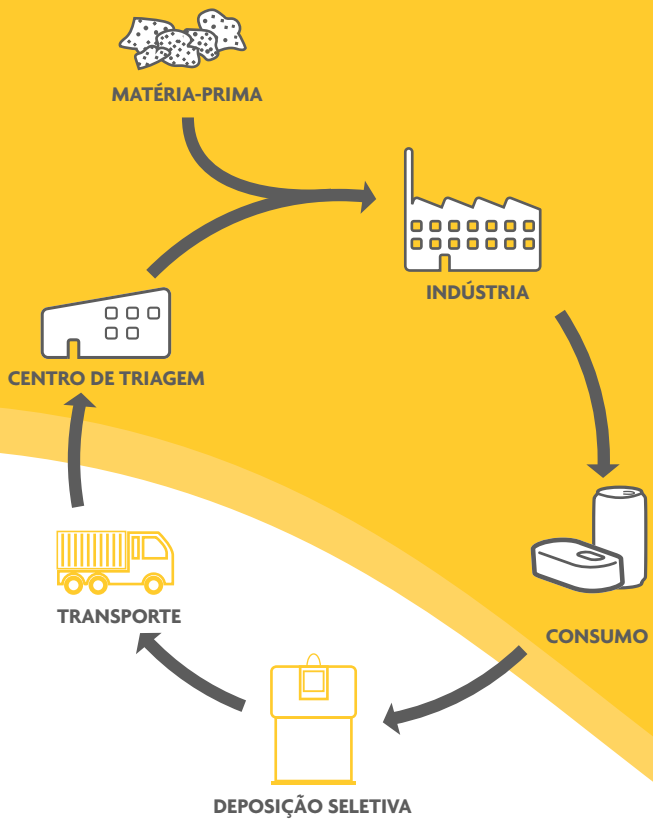 MATÉRIA-PRIMA
INDÚSTRIA
CENTRO DE TRIAGEM
TRANSPORTE
CONSUMO
DEPOSIÇÃO SELETIVA